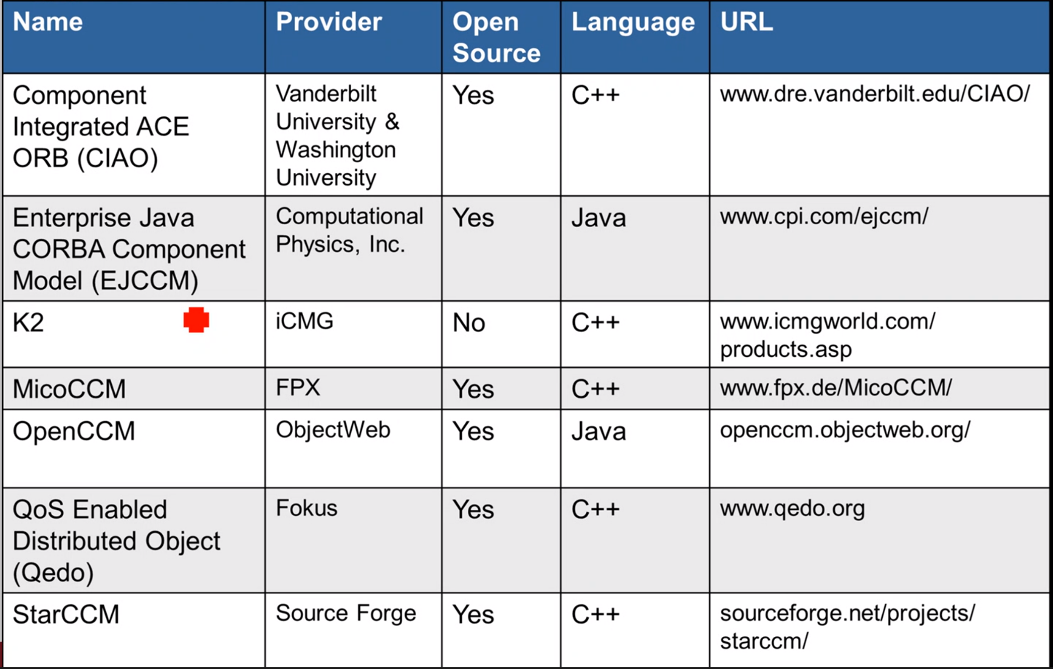 Name Provider Open Source Language URL
Component Integrated ACE ORB (CIAO) Vanderbilt University & Washington University Yes C++ www.dre.vanderbilt.edu/CIAO/
Enterprise Java CORBA Component Model (EJCCM) Computational Physics, Inc. Yes Java www.cpi.com/ejccm/
K2 iCMG No C++ www.icmgworld.com/products.asp
MicoCCM FPX Yes C++ www.fpx.de/MicoCCM/
OpenCCM ObjectWeb Yes Java openccm.objectweb.org/
QoS Enabled Distributed Object (Qedo) Fokus Yes C++ www.qedo.org
StarCCM Source Forge Yes C++ sourceforge.net/projects/starccm/